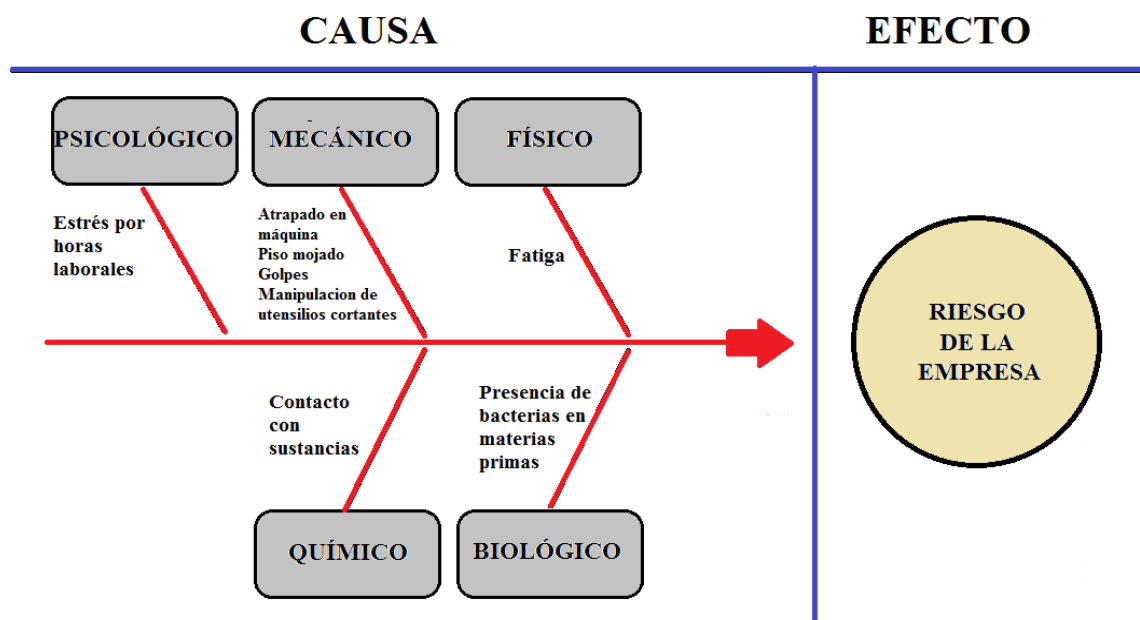 CAUSA
EFECTO
PSICOLÓGICO
MECÁNICO
FÍSICO
Estrés por
horas
laborales
Atrapado en
máquina
Piso mojado
Golpes
Manipulacion de
utensilios cortantes
Fatiga
RIESGO
DE LA
EMPRESA
Contacto
con
sustancias
Presencia de
bacterias en
materias
primas
QUÍMICO
BIOLÓGICO